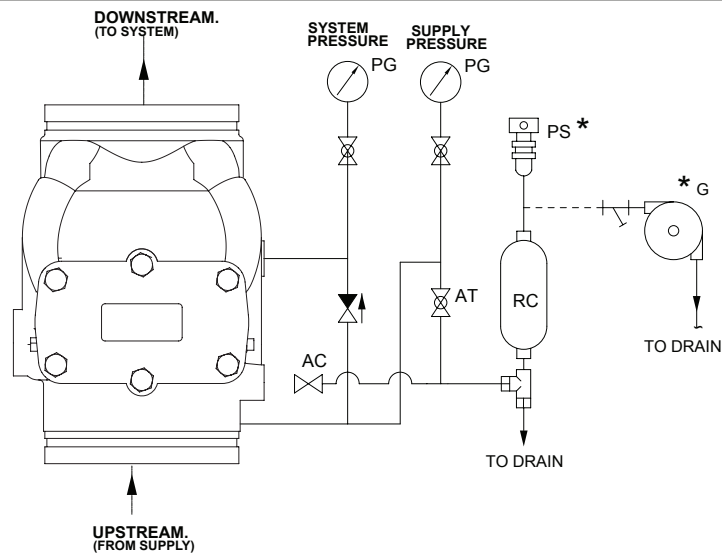 DOWNSTREAM.
(TO SYSTEM)
SYSTEM
PRESSURE
SUPPLY
PRESSURE
PG
PG
PS *
* G
AT
RC
AC
TO DRAIN
TO DRAIN
UPSTREAM.
(FROM SUPPLY)